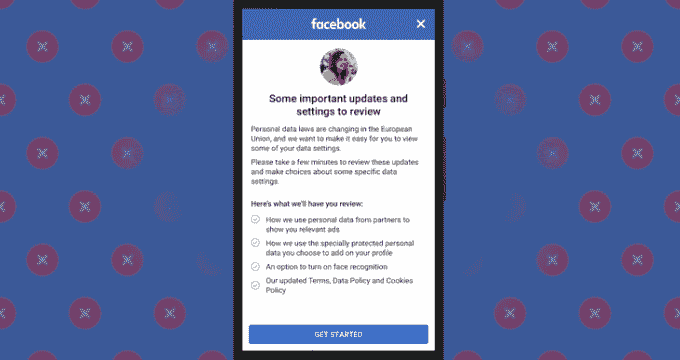 facebook
Some important updates and
settings to review
Personal data laws are changing in the European
Union, and we want to make it easy for you to view
some of your data settings.
Please take a few minutes to review these updates
and make choices about some specific data
settings.
Here's what we'll have you review:
How we use personal data from partners to
show you relevant ads
How we use the specially protected personal
data you choose to add on your profile
An option to turn on face recognition
Our updated Terms, Data Policy and Cookies
Policy
GET STARTED